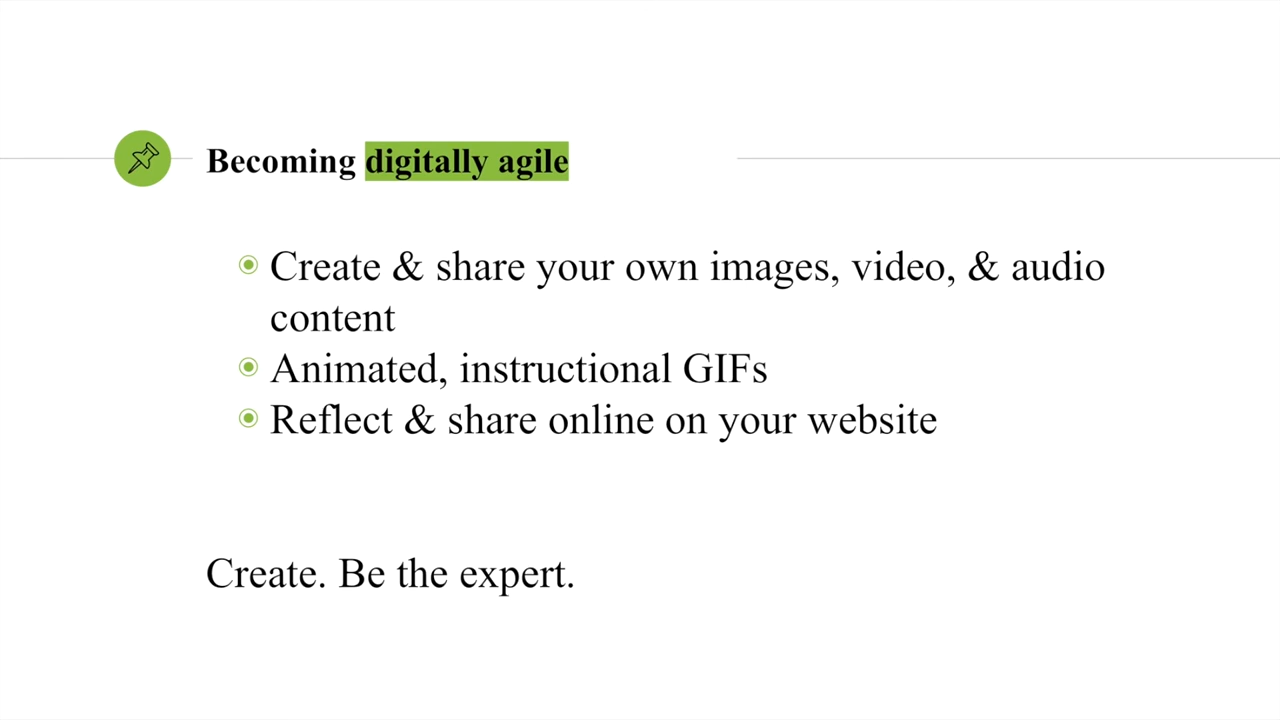 Becoming digitally agile
Create & share your own images, video, & audio
content
Animated, instructional GIFs
Reflect & share online on your website
Create. Be the expert.